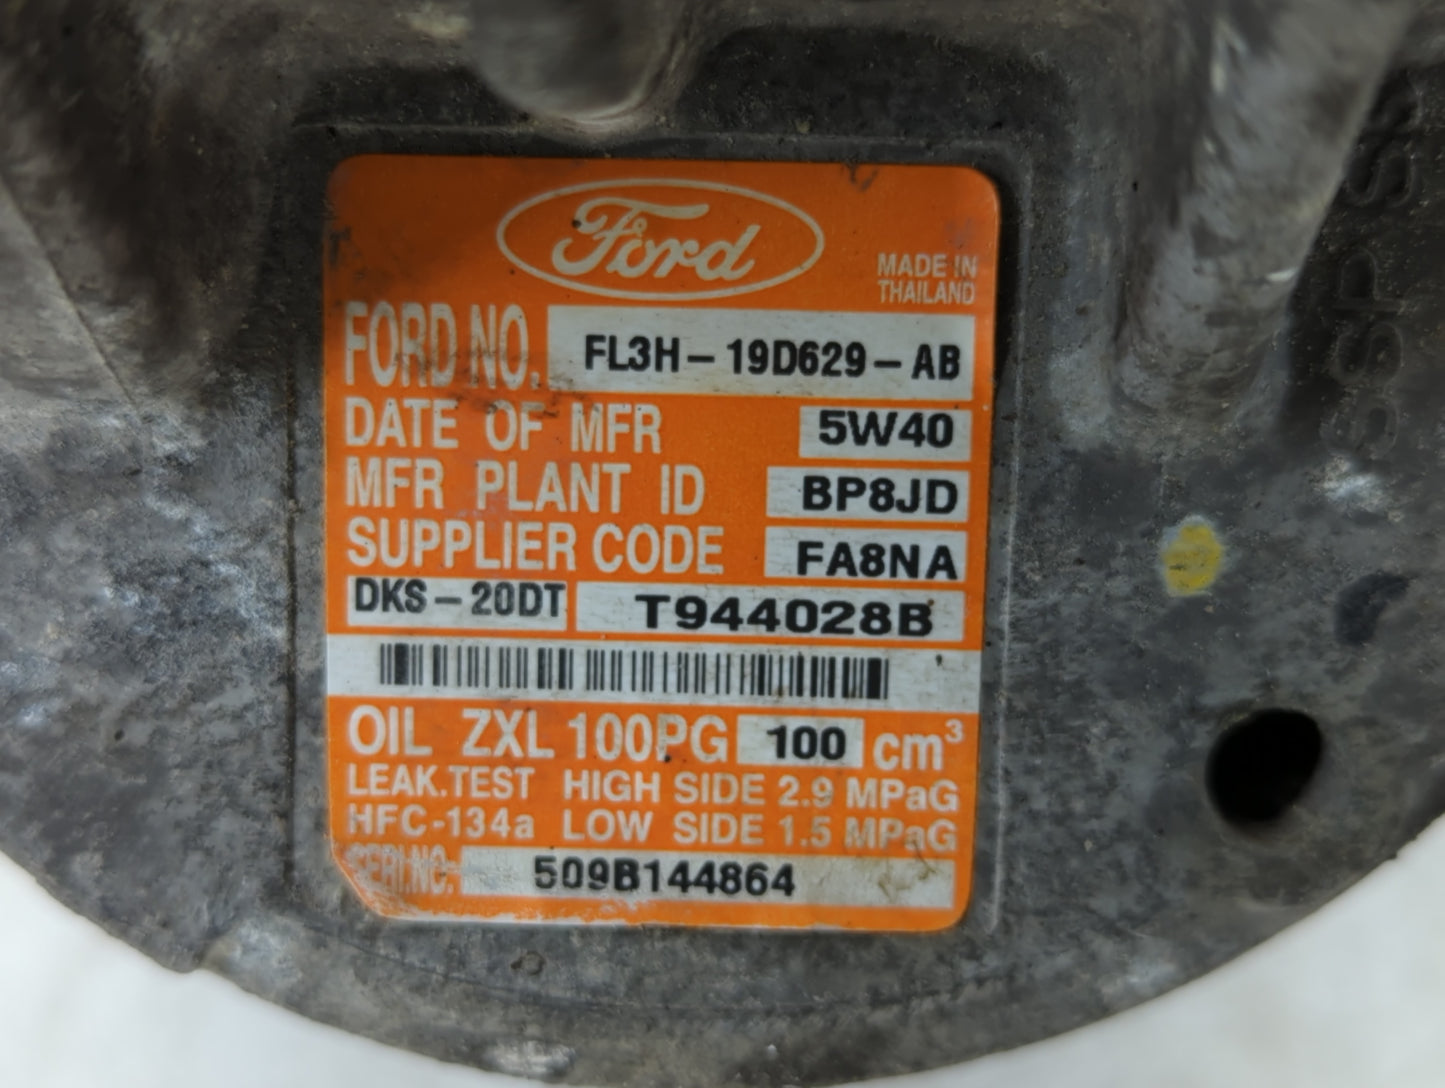 Ford
MADE IN
THAILAND
FORD NO. FL3H-19D629-AB
DATE OF MFR 5W40
MFR PLANT ID BP8JD
SUPPLIER CODE FA8NA
DKS-20DT T944028B
OIL ZXL 100PG 100 cm³
LEAK.TEST HIGH SIDE 2.9 MPaG
HFC-134a LOW SIDE 1.5 MPaG
SERI.NO. 509B144864